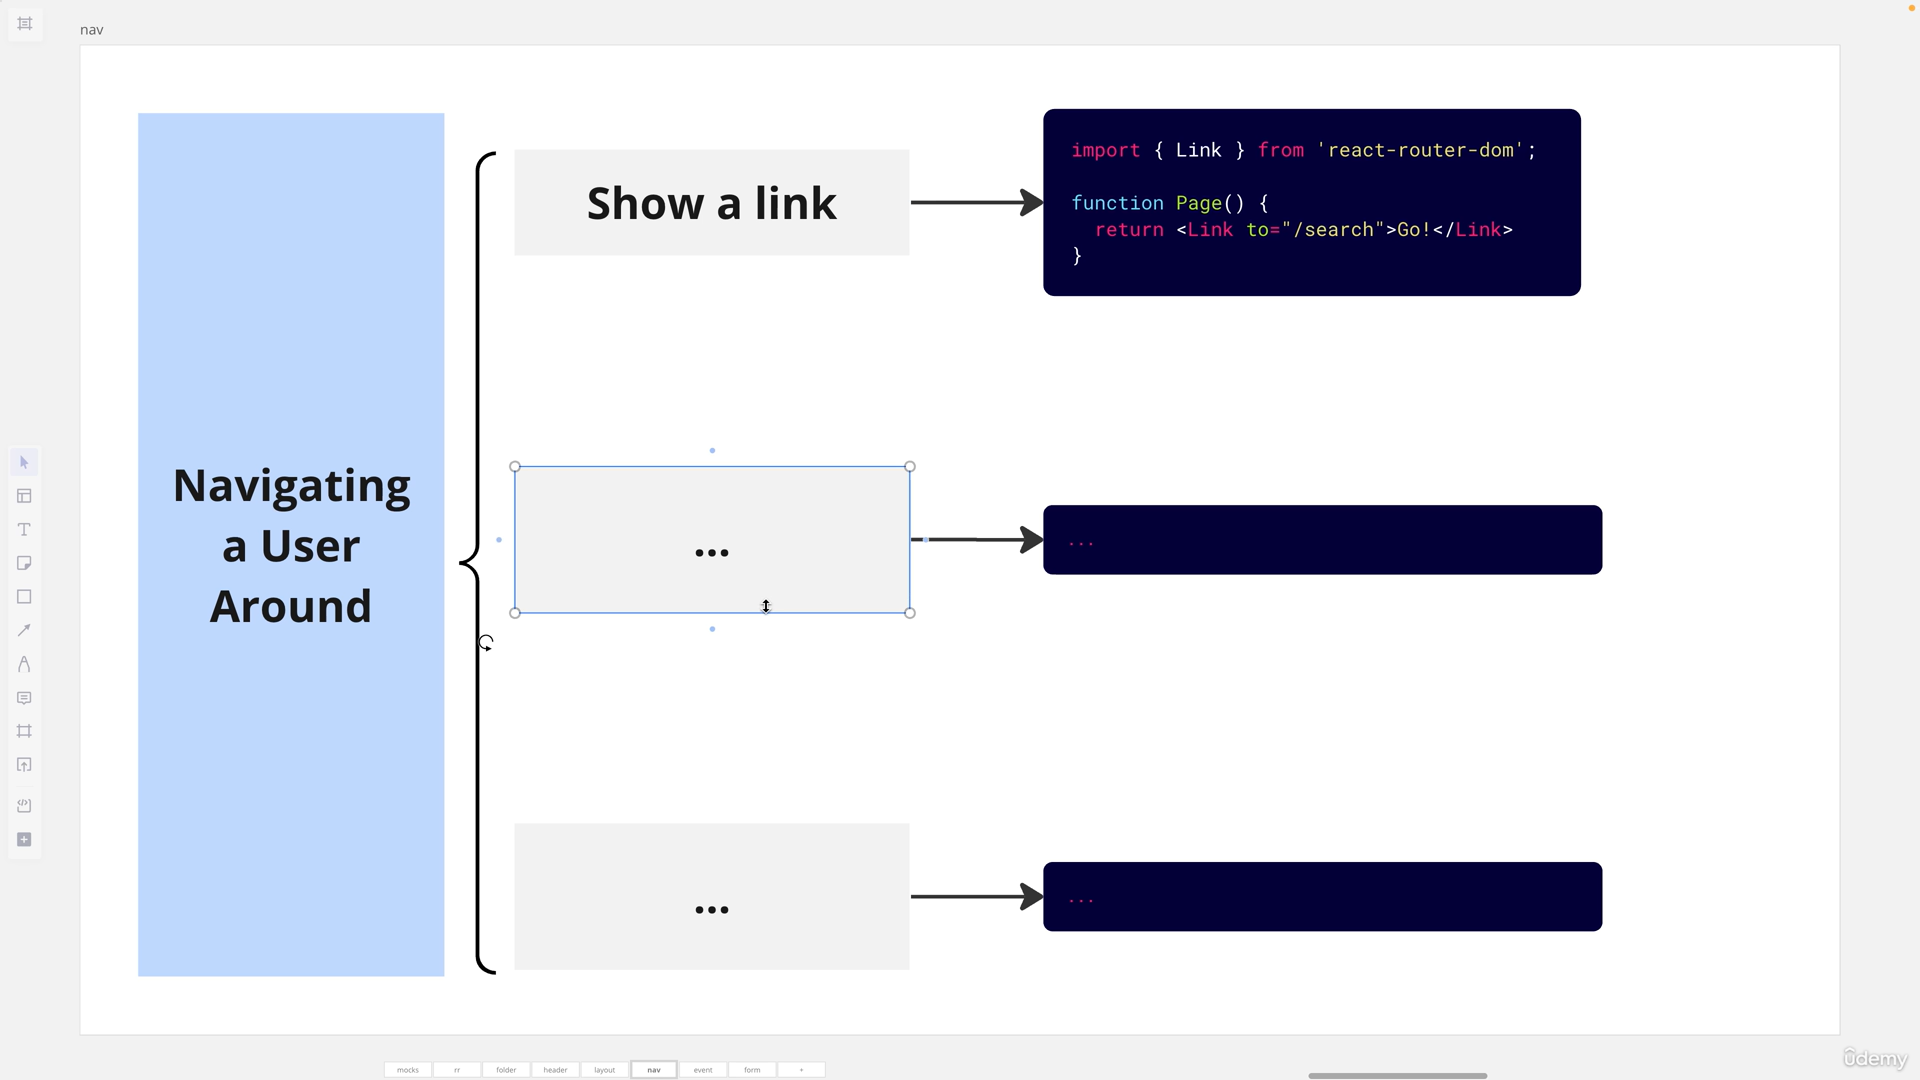 nav
Navigating
a User
Around
Show a link
import { Link } from 'react-router-dom';
function Page() {
  return <Link to="/search">Go!</Link>
}
...
...
...
...
mocks
rr
folder
header
layout
nav
event
form
+
ûdemy